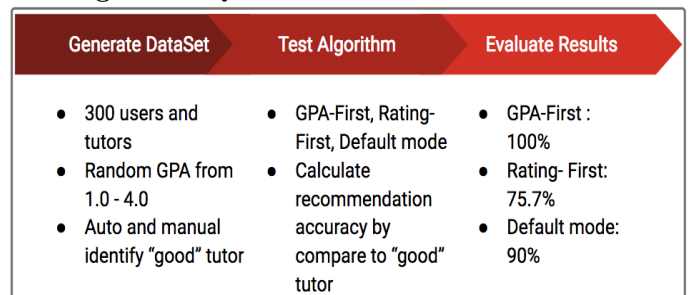 Generate DataSet
Test Algorithm
Evaluate Results
● 300 users and
tutors
● Random GPA from
1.0 - 4.0
● Auto and manual
identify “good” tutor
● GPA-First, Rating-
First, Default mode
● Calculate
recommendation
accuracy by
compare to “good”
tutor
● GPA-First :
100%
● Rating- First:
75.7%
● Default mode:
90%